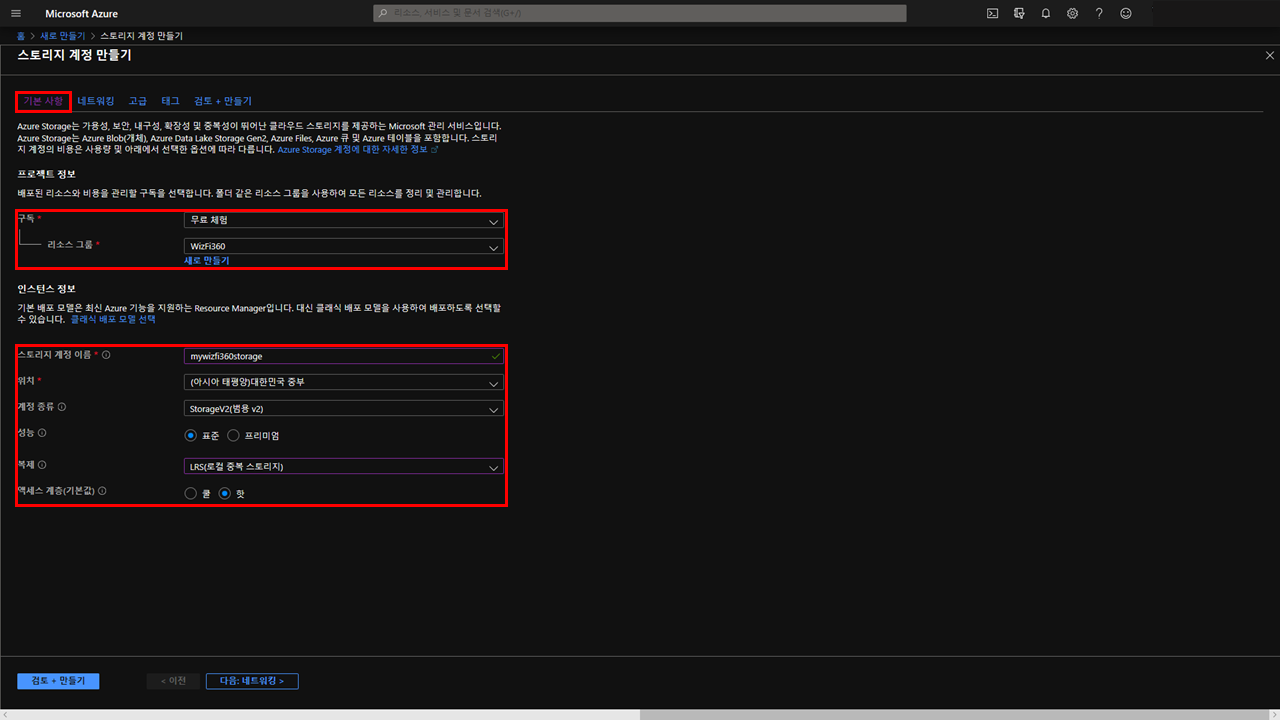 Microsoft Azure
리소스, 서비스 및 문서 검색(G+/)
홈 > 새로 만들기 > 스토리지 계정 만들기
스토리지 계정 만들기
기본 사항 네트워킹 고급 태그 검토 + 만들기
Azure Storage는 가용성, 보안, 내구성, 확장성 및 중복성이 뛰어난 클라우드 스토리지를 제공하는 Microsoft 관리 서비스입니다.
Azure Storage는 Azure Blob(개체), Azure Data Lake Storage Gen2, Azure Files, Azure 큐 및 Azure 테이블을 포함합니다. 스토리
지 계정의 비용은 사용량 및 아래에서 선택한 옵션에 따라 다릅니다. Azure Storage 계정에 대한 자세한 정보
프로젝트 정보
배포된 리소스와 비용을 관리할 구독을 선택합니다. 폴더 같은 리소스 그룹을 사용하여 모든 리소스를 정리 및 관리합니다.
구독 * 무료 체험
리소스 그룹 * WizFi360
새로 만들기
인스턴스 정보
기본 배포 모델은 최신 Azure 기능을 지원하는 Resource Manager입니다. 대신 클래식 배포 모델을 사용하여 배포하도록 선택할
수 있습니다. 클래식 배포 모델 선택
스토리지 계정 이름 * mywizfi360storage
위치 * (아시아 태평양)대한민국 중부
계정 종류 StorageV2(범용 v2)
성능 표준 프리미엄
복제 LRS(로컬 중복 스토리지)
액세스 계층(기본값) 쿨 핫
검토 + 만들기 < 이전 다음: 네트워킹 >